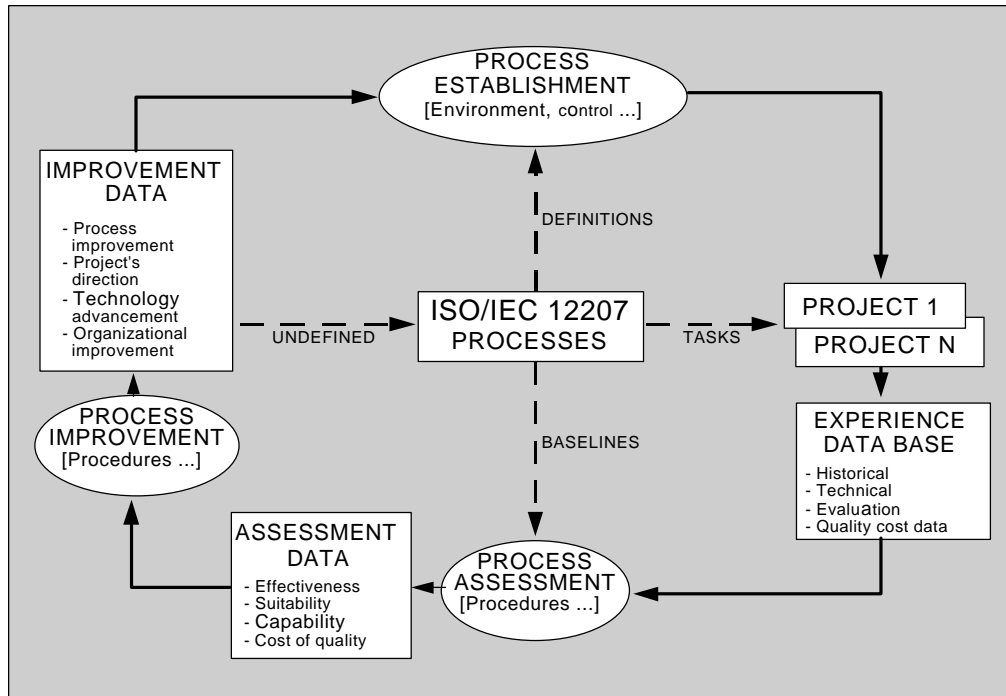 PROCESS
ESTABLISHMENT
[Environment, control ...]
IMPROVEMENT
DATA
- Process
improvement
- Project's
direction
- Technology
advancement
- Organizational
improvement
DEFINITIONS
UNDEFINED
ISO/IEC 12207
PROCESSES
TASKS
PROJECT 1
PROJECT N
PROCESS
IMPROVEMENT
[Procedures ...]
BASELINES
EXPERIENCE
DATA BASE
- Historical
- Technical
- Evaluation
- Quality cost data
ASSESSMENT
DATA
- Effectiveness
- Suitability
- Capability
- Cost of quality
PROCESS
ASSESSMENT
[Procedures ...]